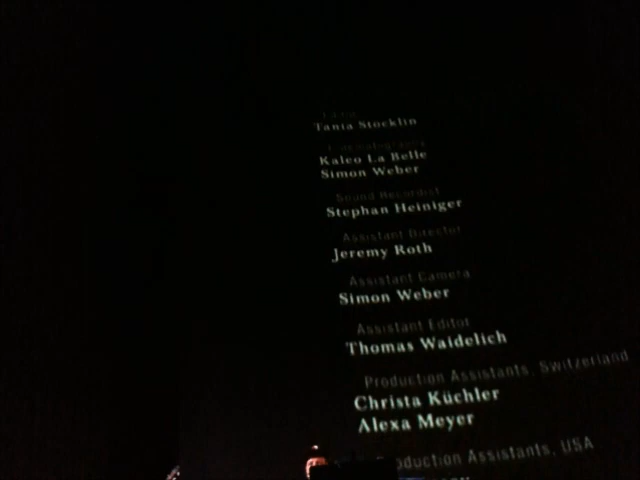 Tania Stocklin
Cinematography
Kaleo La Belle
Simon Weber
Sound Recordist
Stephan Heiniger
Assistant Director
Jeremy Roth
Assistant Camera
Simon Weber
Assistant Editor
Thomas Waidelich
Production Assistants, Switzerland
Christa Küchler
Alexa Meyer
Production Assistants, USA